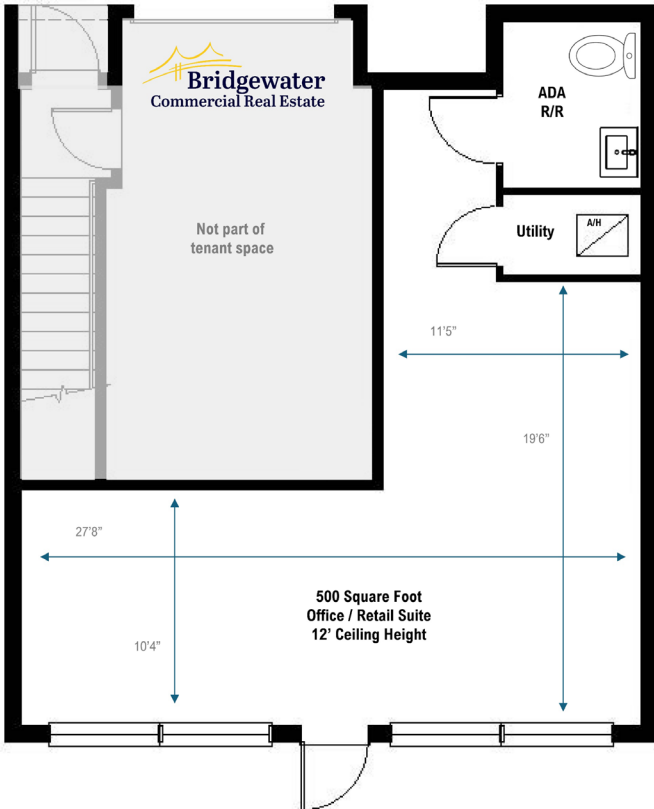 Bridgewater
Commercial Real Estate
ADA
R/R
Not part of
tenant space
Utility
A/H
11'5"
19'6"
27'8"
500 Square Foot
Office / Retail Suite
12' Ceiling Height
10'4"